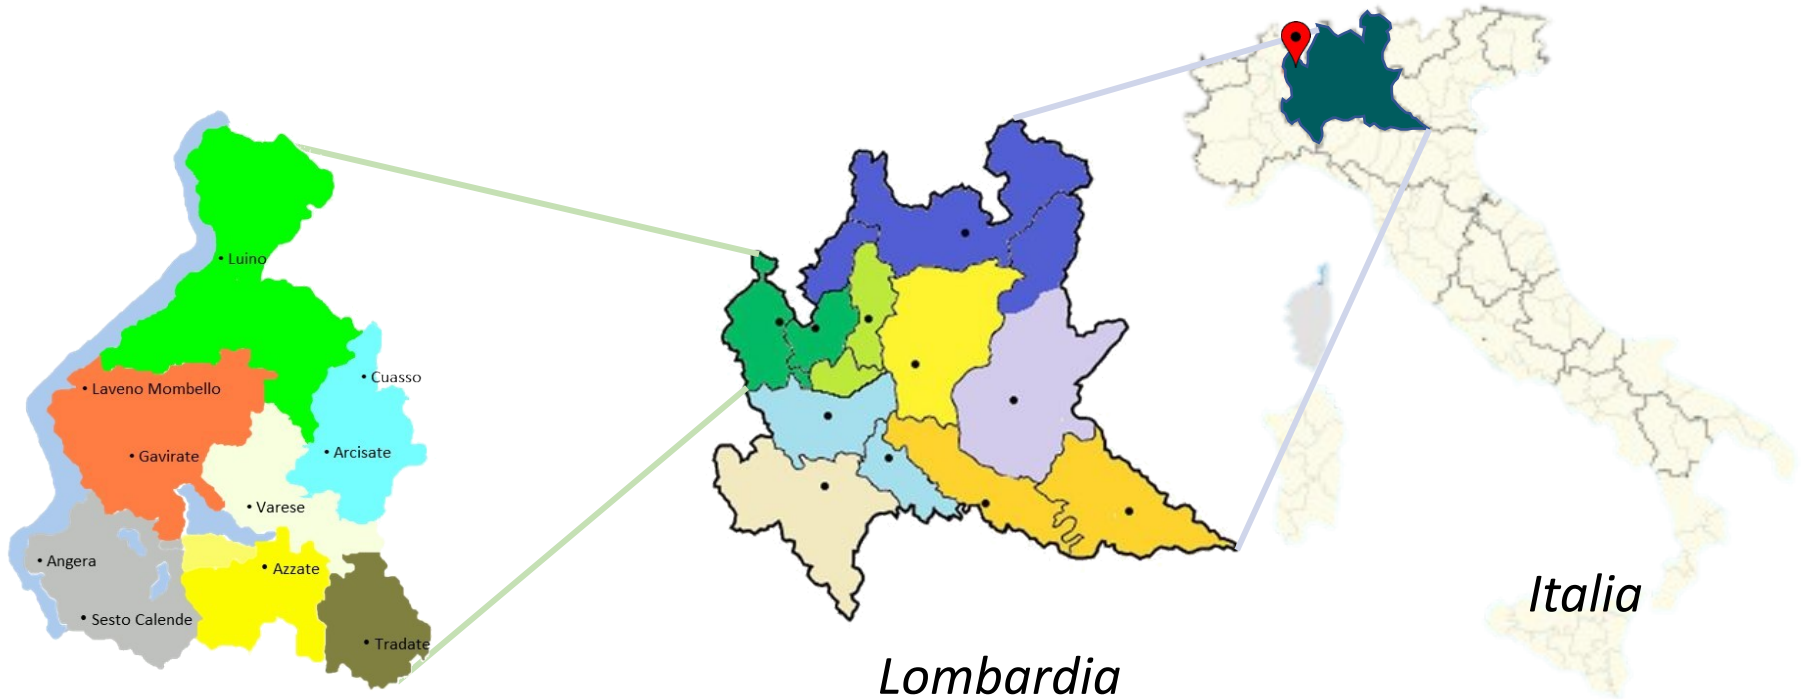 Luino
Cuasso
Laveno Mombello
Gavirate
Arcisate
Varese
Angera
Azzate
Sesto Calende
Tradate
Lombardia
Italia